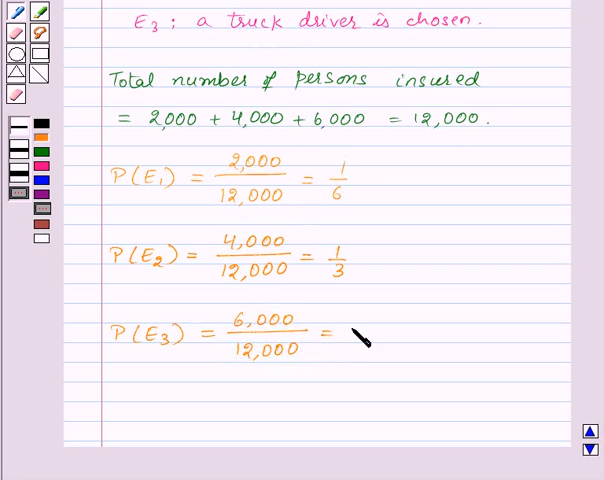 E3 ; a truck driver is chosen.
Total number of persons insured
= 2,000 + 4,000 + 6,000 = 12,000.
P(E1) = 2,000 / 12,000 = 1/6
P(E2) = 4,000 / 12,000 = 1/3
P(E3) = 6,000 / 12,000 =